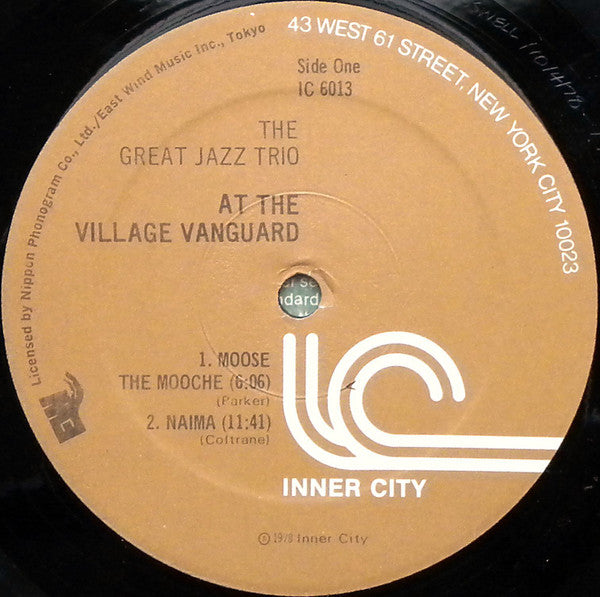 43 WEST 61 STREET, NEW YORK CITY 10023
Licensed by Nippon Phonogram Co., Ltd./East Wind Music Inc., Tokyo
Side One
IC 6013
THE
GREAT JAZZ TRIO
AT THE
VILLAGE VANGUARD
ndard
1. MOOSE
THE MOOCHE (6:06)
(Parker)
2. NAIMA (11:41)
(Coltrane)
INNER CITY
© 1978 Inner City